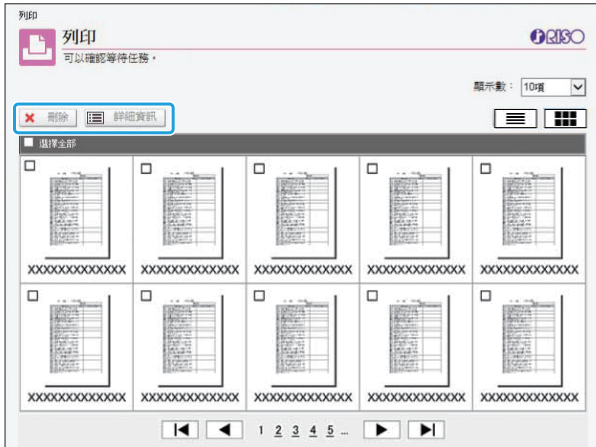 列印
列印
RISO
可以確認等待任務。
顯示數： 10項
刪除 詳細資訊
選擇全部
XXXXXXXXXXXXX XXXXXXXXXXXXX XXXXXXXXXXXXX XXXXXXXXXXXXX XXXXXXXXXXXXX
XXXXXXXXXXXXX XXXXXXXXXXXXX XXXXXXXXXXXXX XXXXXXXXXXXXX XXXXXXXXXXXXX
1 2 3 4 5 ...